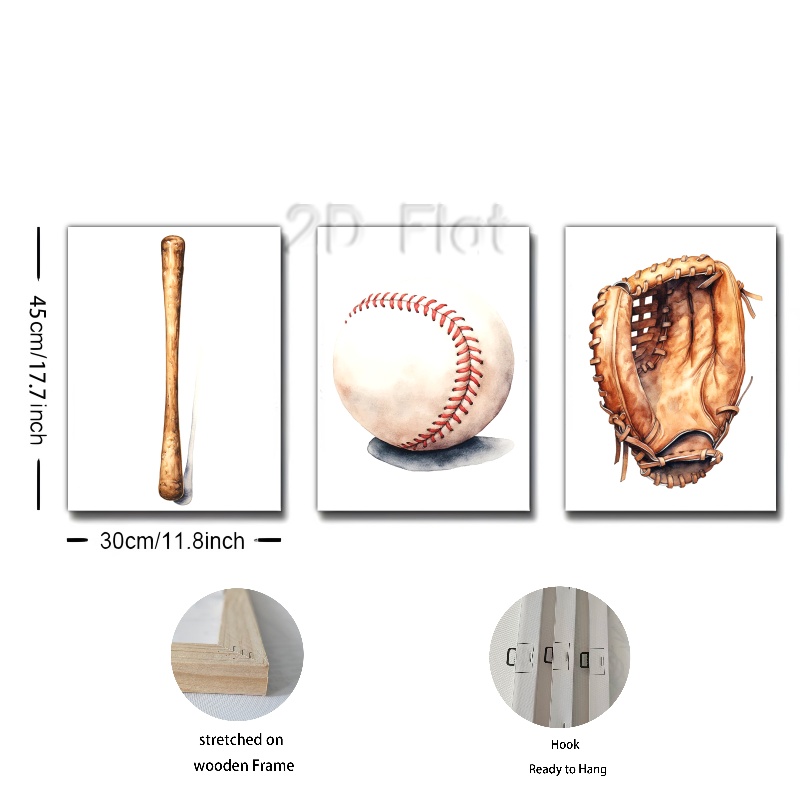 2D Flat
45cm/17.7inch
30cm/11.8inch
stretched on
wooden Frame
Hook
Ready to Hang